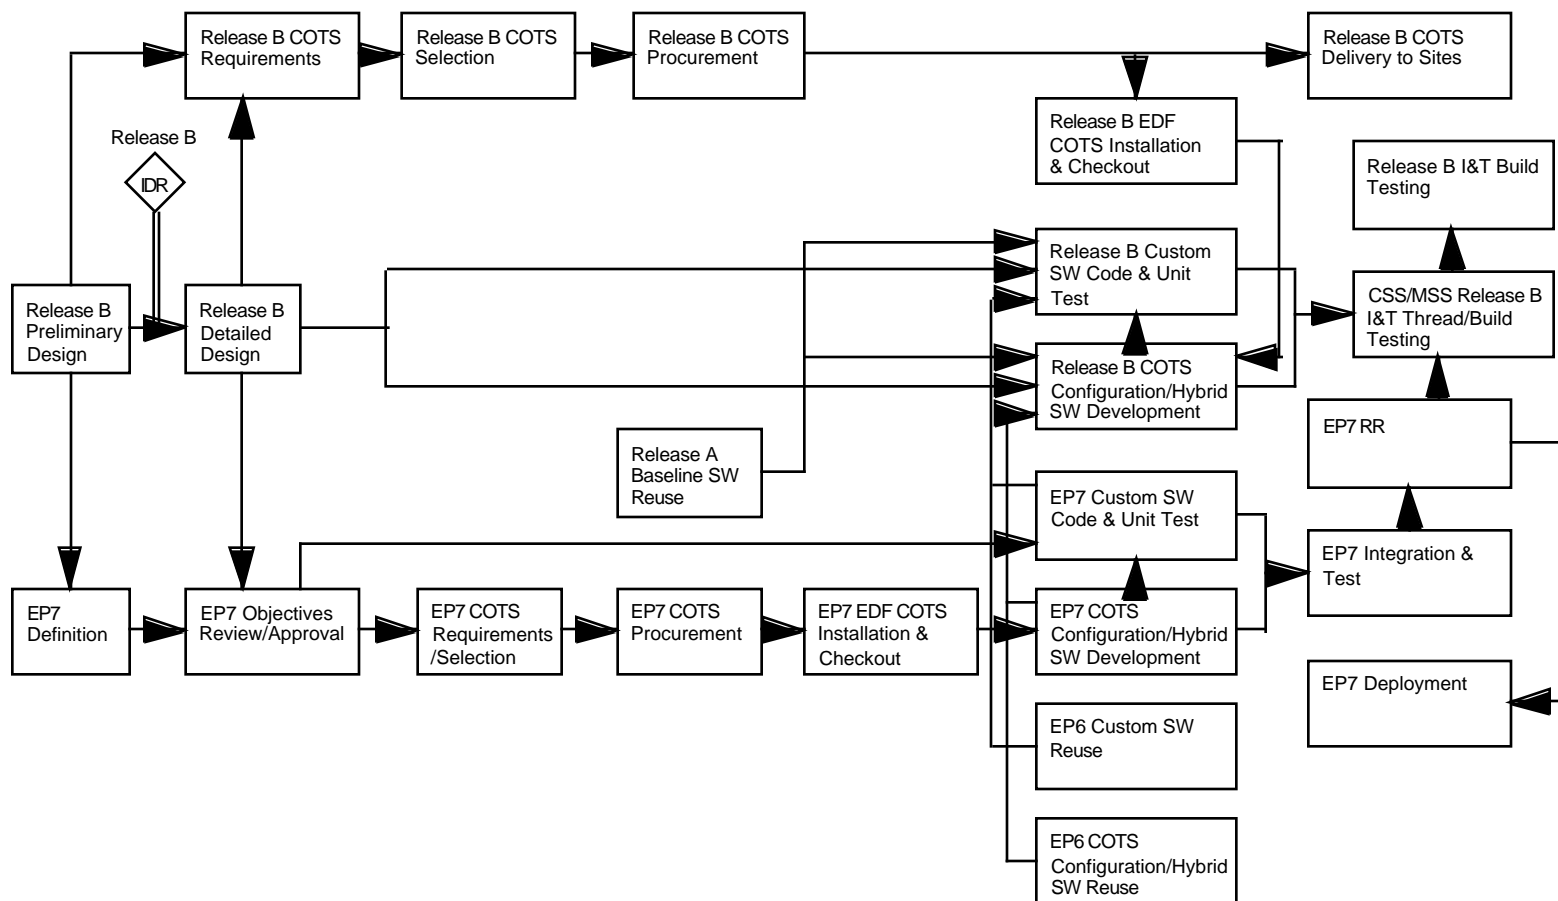 Release B COTS
Requirements
Release B COTS
Selection
Release B COTS
Procurement
Release B COTS
Delivery to Sites
Release B EDF
COTS Installation
& Checkout
Release B
IDR
Release B I&T Build
Testing
Release B Custom
SW Code & Unit
Test
Release B
Preliminary
Design
Release B
Detailed
Design
CSS/MSS Release B
I&T Thread/Build
Testing
Release B COTS
Configuration/Hybrid
SW Development
Release A
Baseline SW
Reuse
EP7 RR
EP7 Custom SW
Code & Unit Test
EP7 Integration &
Test
EP7
Definition
EP7 Objectives
Review/Approval
EP7 COTS
Requirements
/Selection
EP7 COTS
Procurement
EP7 EDF COTS
Installation &
Checkout
EP7 COTS
Configuration/Hybrid
SW Development
EP7 Deployment
EP6 Custom SW
Reuse
EP6 COTS
Configuration/Hybrid
SW Reuse